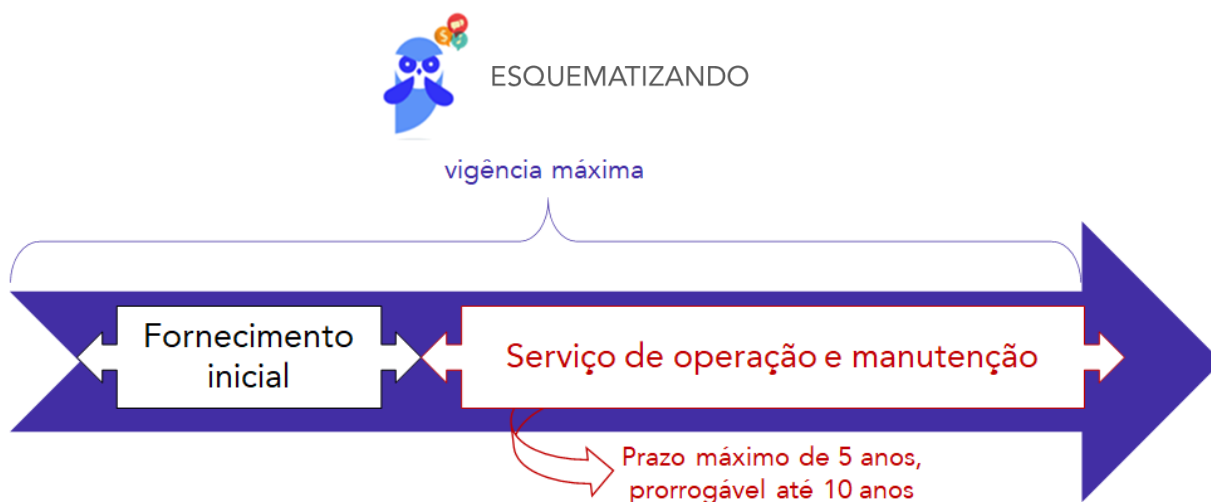 ESQUEMATIZANDO
vigência máxima
Fornecimento
inicial
Serviço de operação e manutenção
Prazo máximo de 5 anos,
prorrogável até 10 anos